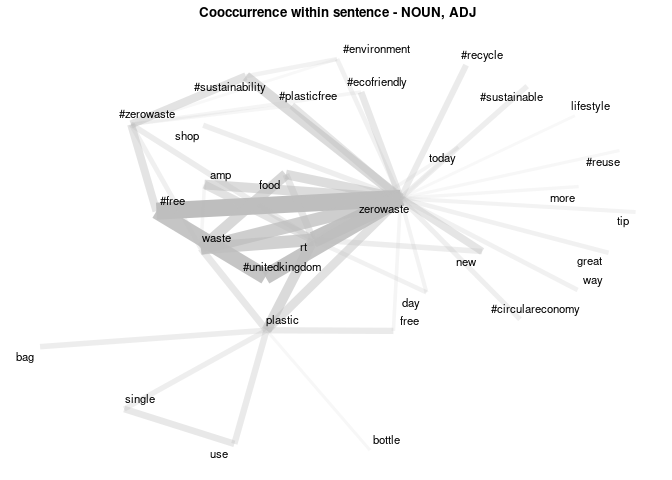 Cooccurrence within sentence - NOUN, ADJ
#environment
#recycle
#sustainability
#ecofriendly
#plasticfree
#sustainable
lifestyle
#zerowaste
shop
today
#reuse
amp
food
more
#free
zerowaste
tip
waste
rt
new
great
#unitedkingdom
way
day
#circulareconomy
plastic
free
bag
single
bottle
use